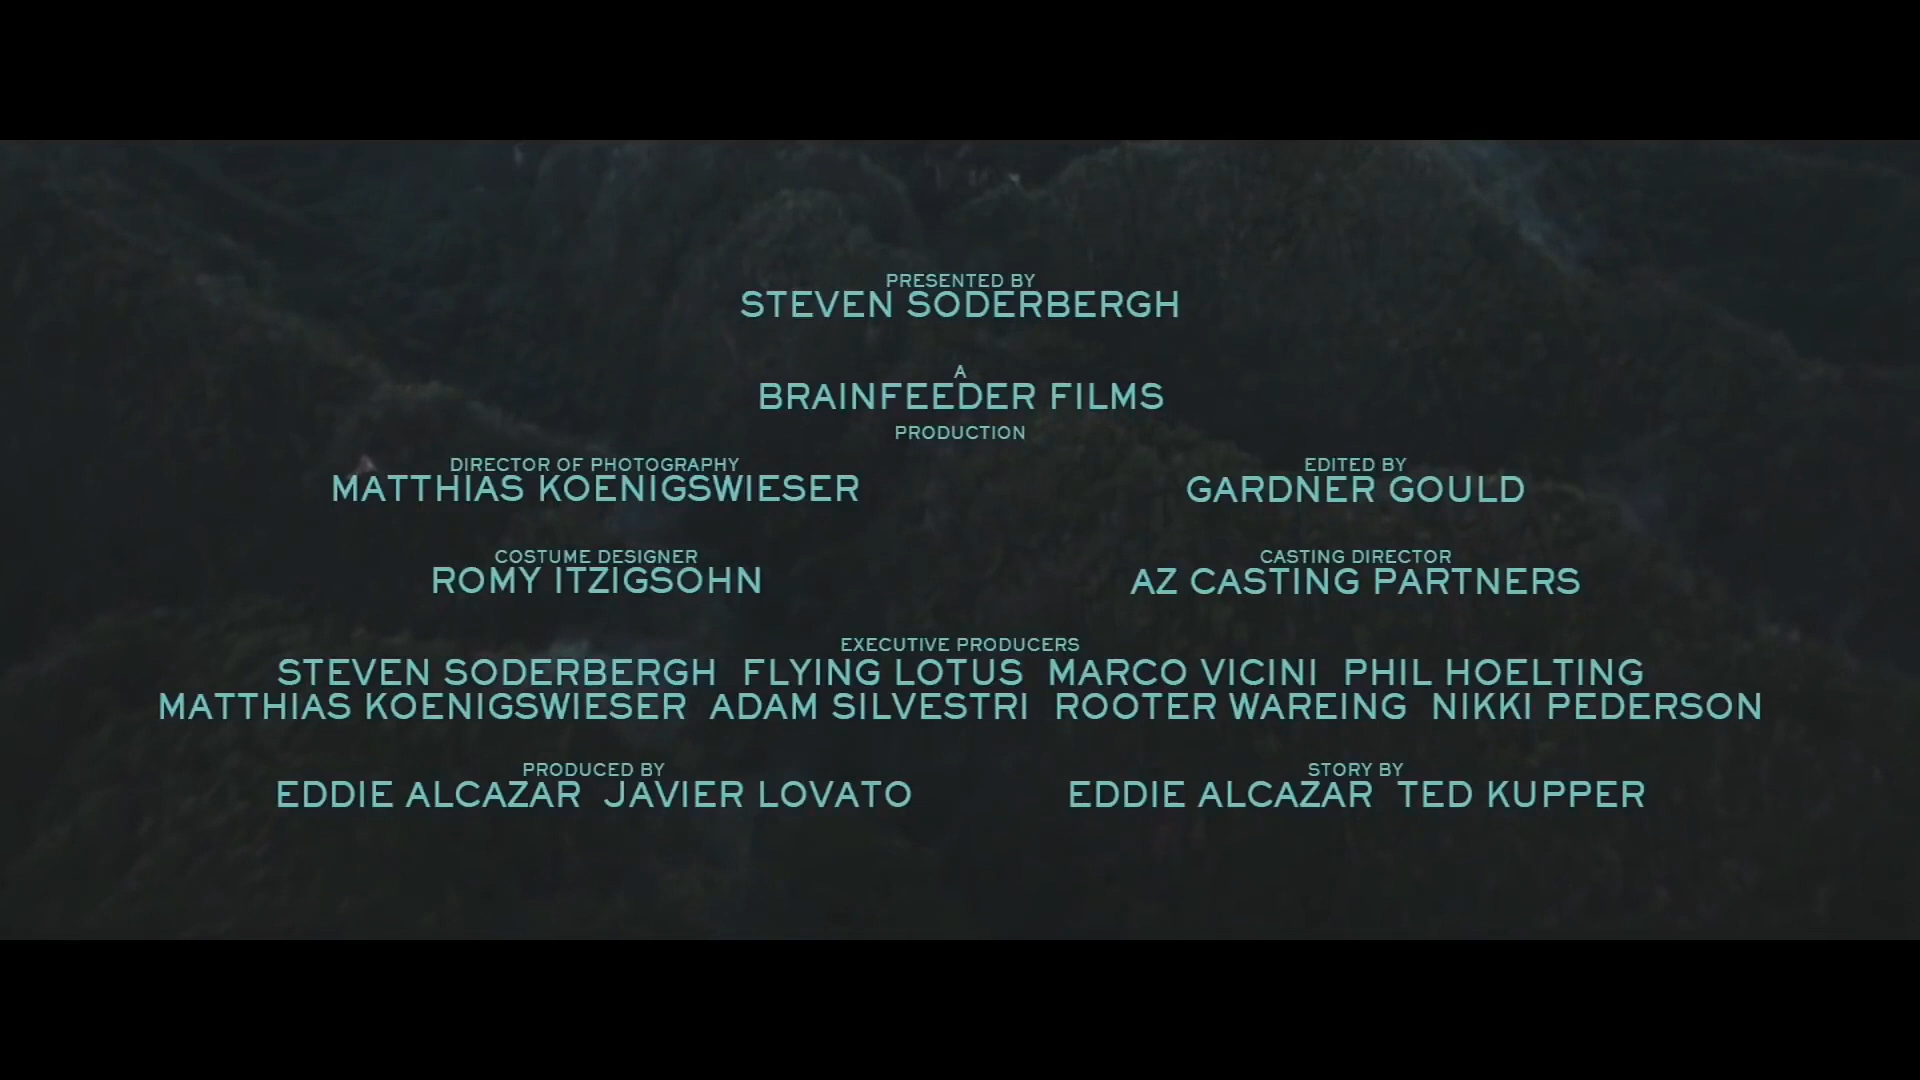 PRESENTED BY
STEVEN SODERBERGH
A
BRAINFEEDER FILMS
PRODUCTION
DIRECTOR OF PHOTOGRAPHY
MATTHIAS KOENIGSWIESER
EDITED BY
GARDNER GOULD
COSTUME DESIGNER
ROMY ITZIGSOHN
CASTING DIRECTOR
AZ CASTING PARTNERS
EXECUTIVE PRODUCERS
STEVEN SODERBERGH FLYING LOTUS MARCO VICINI PHIL HOELTING
MATTHIAS KOENIGSWIESER ADAM SILVESTRI ROOTER WAREING NIKKI PEDERSON
PRODUCED BY
EDDIE ALCAZAR JAVIER LOVATO
STORY BY
EDDIE ALCAZAR TED KUPPER